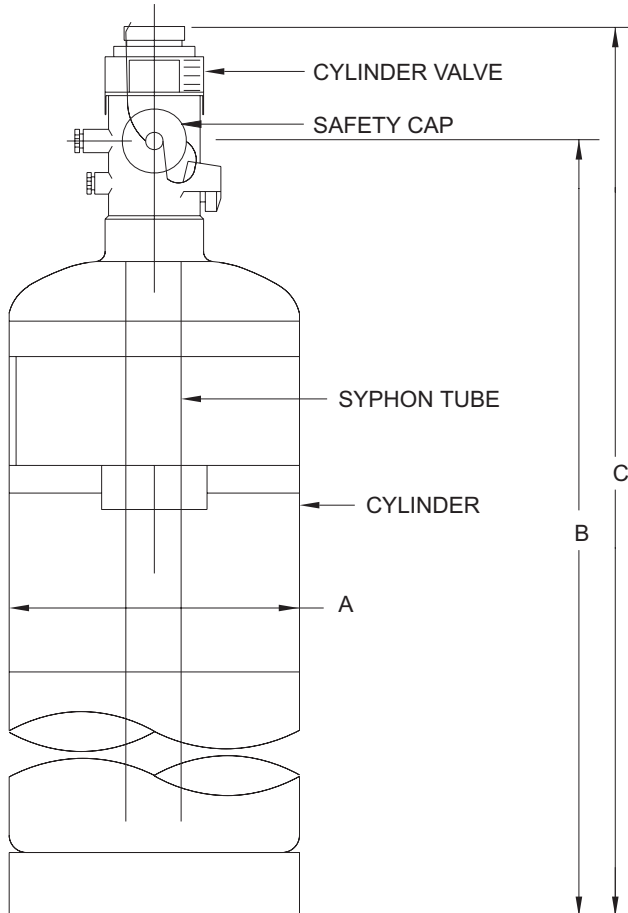 CYLINDER VALVE
SAFETY CAP
SYPHON TUBE
C
CYLINDER
B
A